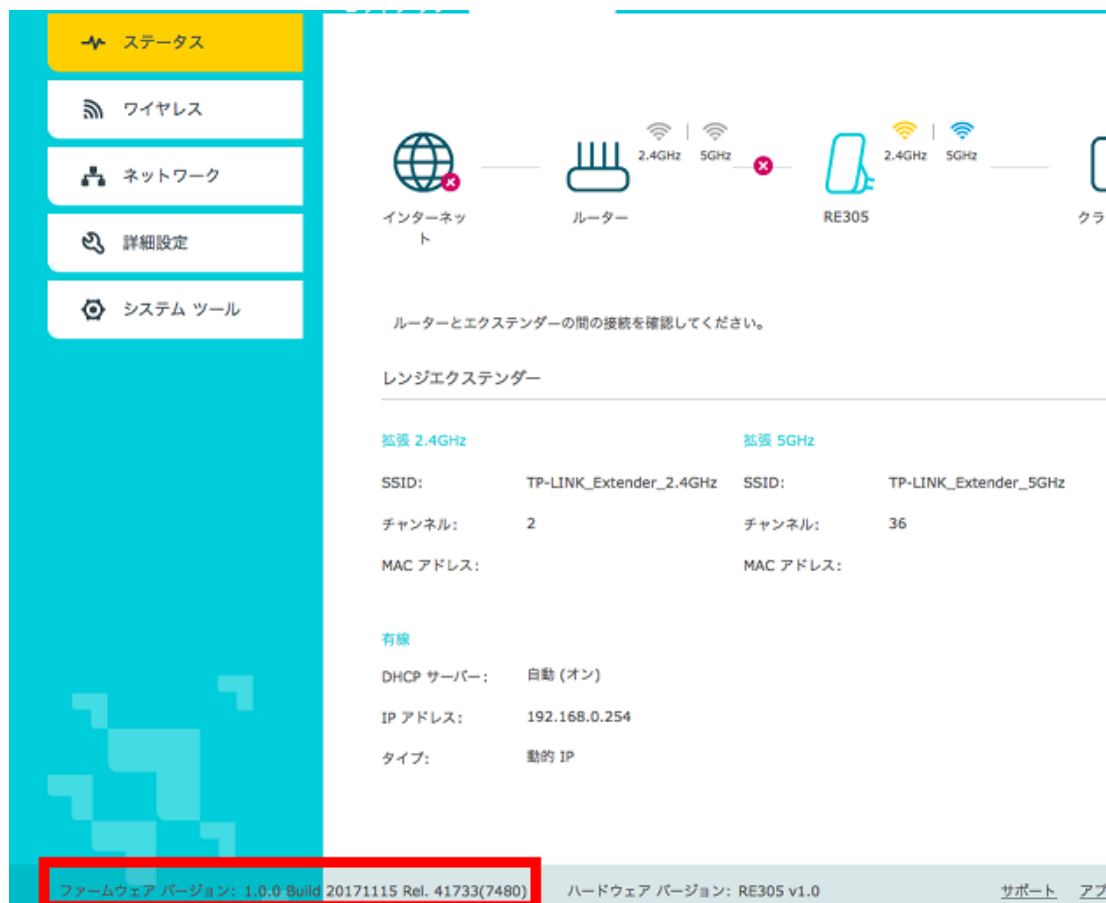 ステータス
ワイヤレス
ネットワーク
詳細設定
システム ツール
2.4GHz 5GHz
2.4GHz 5GHz
インターネッ
ト
ルーター
RE305
クラ
ルーターとエクステンダーの間の接続を確認してください。
レンジエクステンダー
拡張 2.4GHz
SSID: TP-LINK_Extender_2.4GHz
チャンネル: 2
MAC アドレス:
拡張 5GHz
SSID: TP-LINK_Extender_5GHz
チャンネル: 36
MAC アドレス:
有線
DHCP サーバー: 自動 (オン)
IP アドレス: 192.168.0.254
タイプ: 動的 IP
ファームウェア バージョン: 1.0.0 Build 20171115 Rel. 41733(7480)
ハードウェア バージョン: RE305 v1.0
サポート
アプ